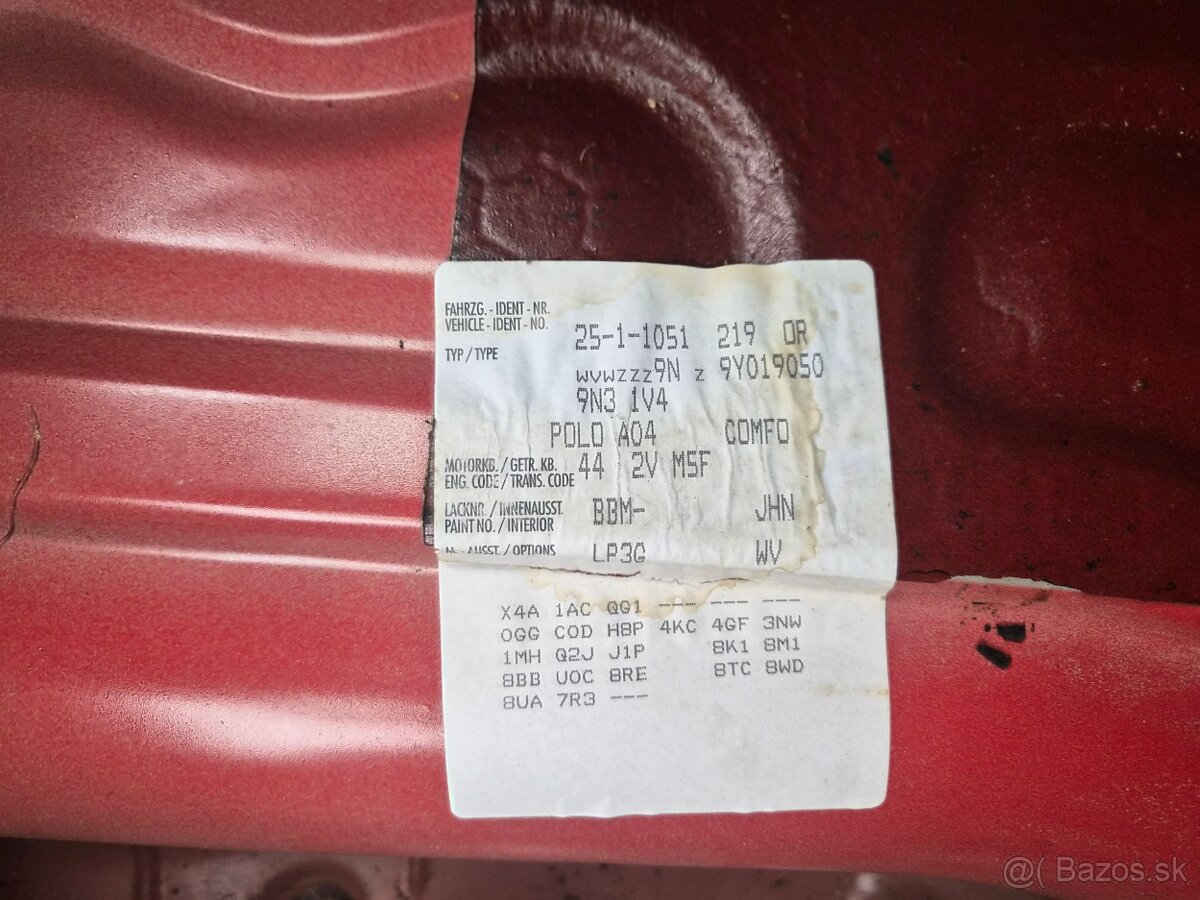 FAHRZG. - IDENT - NR.
VEHICLE - IDENT - NO.
25-1-1051 219 OR
TYP / TYPE
WVWZZZ9N Z 9Y019050
9N3 1V4
POLO A04 COMFO
MOTORKB. / GETR. KB.
ENG. CODE / TRANS. CODE
44 2V M5F
LACKNR. / INNENAUSST.
PAINT NO. / INTERIOR
BBM- JHN
M.-AUSST. / OPTIONS LP3G WV
X4A 1AC QG1 --- --- ---
0GG C0D H8P 4KC 4GF 3NW
1MH Q2J J1P 8K1 8M1
8BB U0C 8RE 8TC 8WD
8UA 7R3 ---
@( Bazos.sk